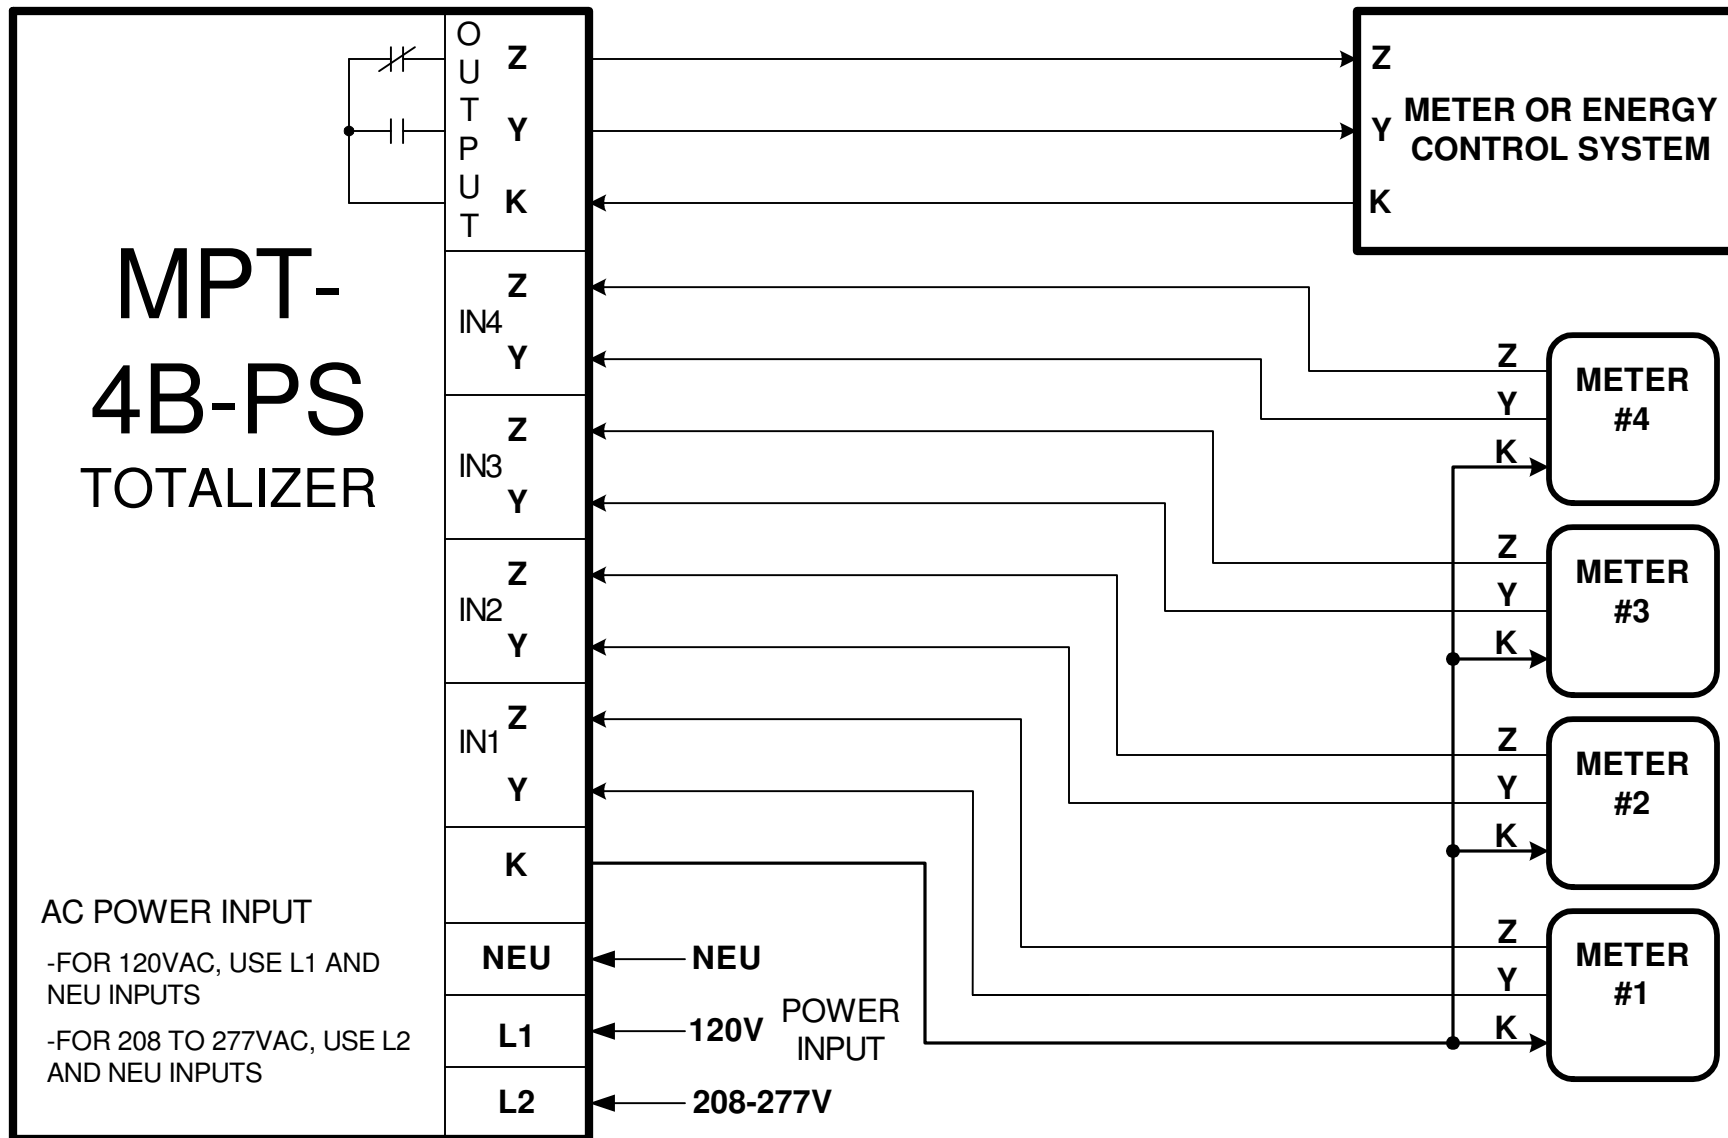 OUTPUT
Z
Y
K
Z
Y
K
METER OR ENERGY
CONTROL SYSTEM
MPT-
4B-PS
TOTALIZER
IN4
Z
Y
IN3
Z
Y
IN2
Z
Y
IN1
Z
Y
K
NEU
L1
L2
Z
Y
K
METER
#4
Z
Y
K
METER
#3
Z
Y
K
METER
#2
Z
Y
K
METER
#1
AC POWER INPUT
-FOR 120VAC, USE L1 AND
NEU INPUTS
-FOR 208 TO 277VAC, USE L2
AND NEU INPUTS
NEU
120V
POWER
INPUT
208-277V